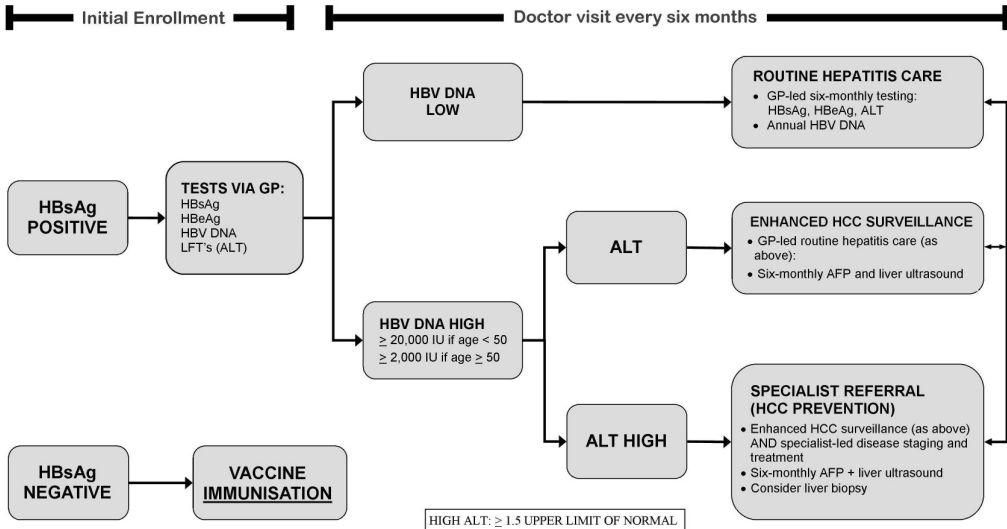 Initial Enrollment
Doctor visit every six months
HBsAg
POSITIVE
TESTS VIA GP:
HBsAg
HBeAg
HBV DNA
LFT's (ALT)
HBV DNA
LOW
ROUTINE HEPATITIS CARE
• GP-led six-monthly testing:
HBsAg, HBeAg, ALT
• Annual HBV DNA
HBV DNA HIGH
≥ 20,000 IU if age < 50
≥ 2,000 IU if age ≥ 50
ALT
ENHANCED HCC SURVEILLANCE
• GP-led routine hepatitis care (as
above):
• Six-monthly AFP and liver ultrasound
ALT HIGH
SPECIALIST REFERRAL
(HCC PREVENTION)
• Enhanced HCC surveillance (as above)
AND specialist-led disease staging and
treatment
• Six-monthly AFP + liver ultrasound
• Consider liver biopsy
HBsAg
NEGATIVE
VACCINE
IMMUNISATION
HIGH ALT: ≥ 1.5 UPPER LIMIT OF NORMAL